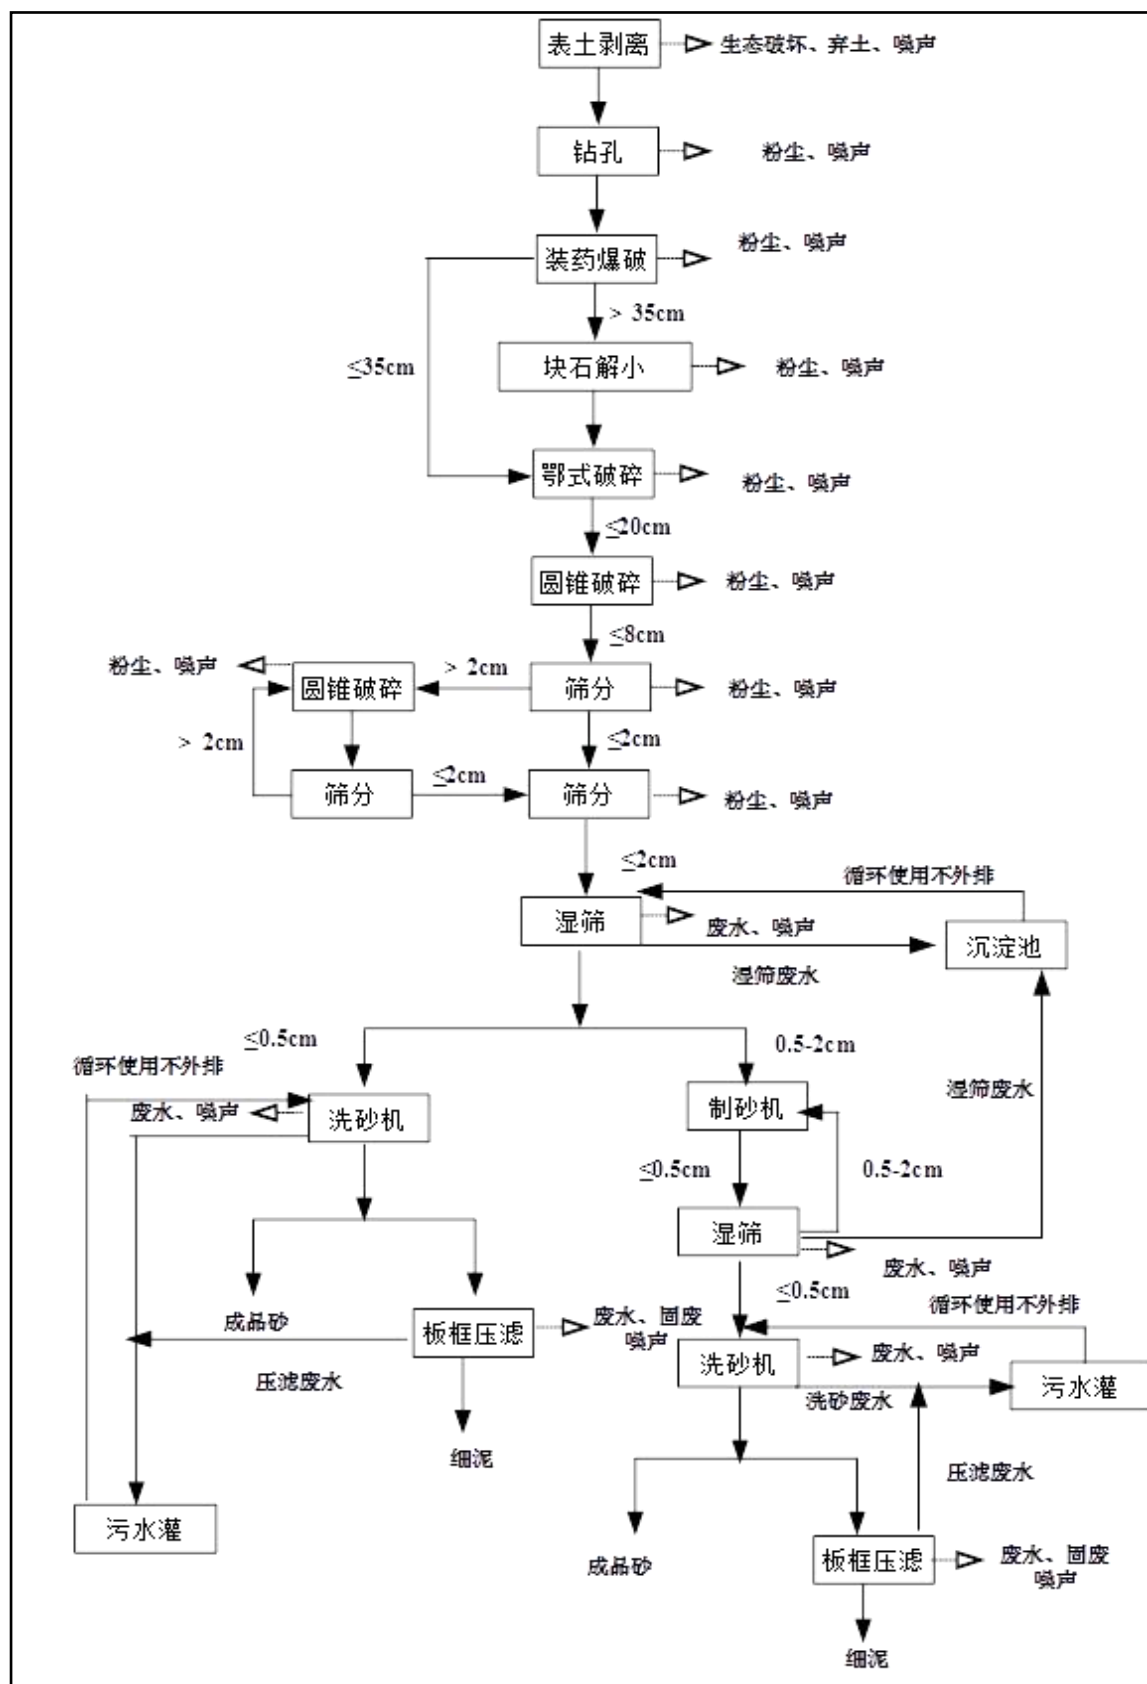 表土剥离
生态破坏、弃土、噪声
钻孔
粉尘、噪声
装药爆破
粉尘、噪声
> 35cm
≤35cm
块石解小
粉尘、噪声
鄂式破碎
粉尘、噪声
≤20cm
圆锥破碎
粉尘、噪声
≤8cm
粉尘、噪声
圆锥破碎
> 2cm
筛分
粉尘、噪声
> 2cm
≤2cm
筛分
≤2cm
筛分
粉尘、噪声
≤2cm
循环使用不外排
湿筛
废水、噪声
沉淀池
湿筛废水
≤0.5cm
0.5-2cm
循环使用不外排
湿筛废水
废水、噪声
洗砂机
制砂机
≤0.5cm
0.5-2cm
湿筛
废水、噪声
≤0.5cm
循环使用不外排
成品砂
板框压滤
废水、固废
噪声
洗砂机
废水、噪声
压滤废水
洗砂废水
污水灌
细泥
压滤废水
污水灌
成品砂
板框压滤
废水、固废
噪声
细泥